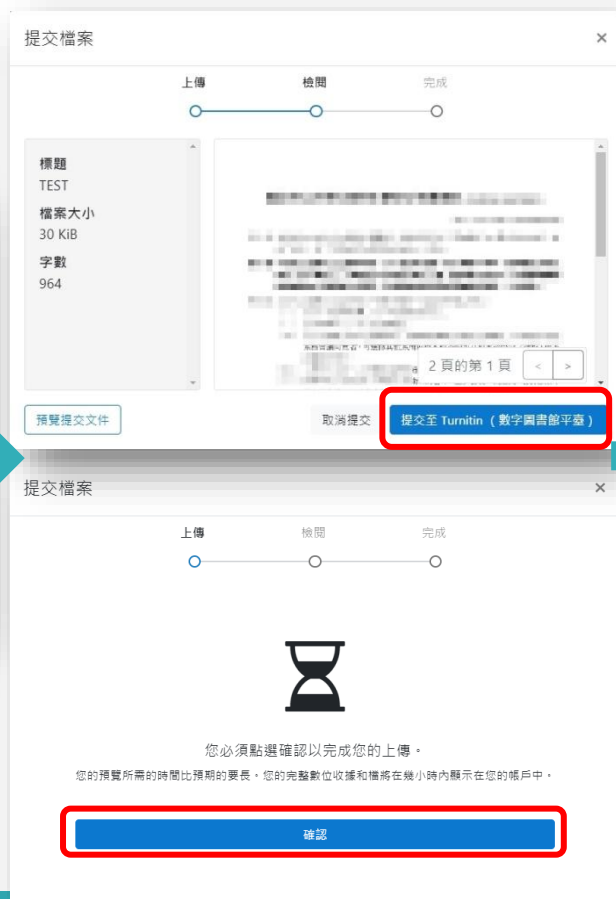 提交檔案 ×
上傳 檢閱 完成
標題
TEST
檔案大小
30 KiB
字數
964
2 頁的第 1 頁 < >
預覽提交文件 取消提交 提交至 Turnitin （數字圖書館平臺）
提交檔案 ×
上傳 檢閱 完成
您必須點選確認以完成您的上傳。
您的預覽所需的時間比預期的要長。您的完整數位收據和檔將在幾小時內顯示在您的帳戶中。
確認